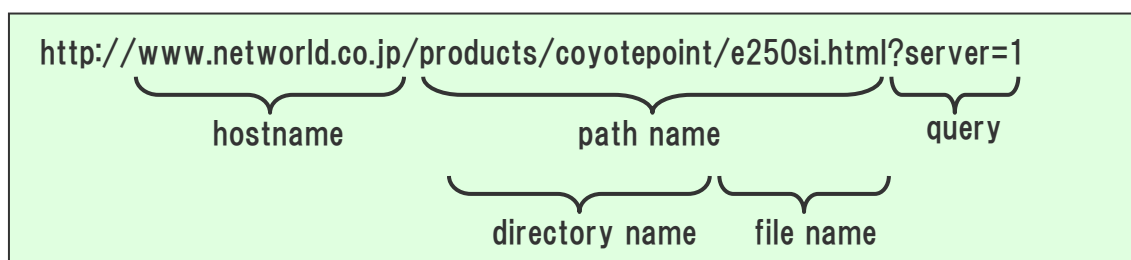 http://www.networld.co.jp/products/coyotepoint/e250si.html?server=1
hostname path name query
directory name file name